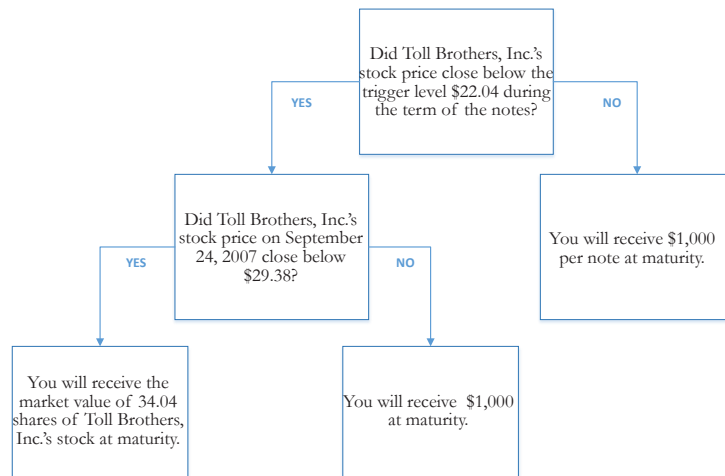 Did Toll Brothers, Inc.'s
stock price close below the
trigger level $22.04 during
the term of the notes?
YES
NO
Did Toll Brothers, Inc.'s
stock price on September
24, 2007 close below
$29.38?
You will receive $1,000
per note at maturity.
YES
NO
You will receive the
market value of 34.04
shares of Toll Brothers,
Inc.'s stock at maturity.
You will receive $1,000
at maturity.